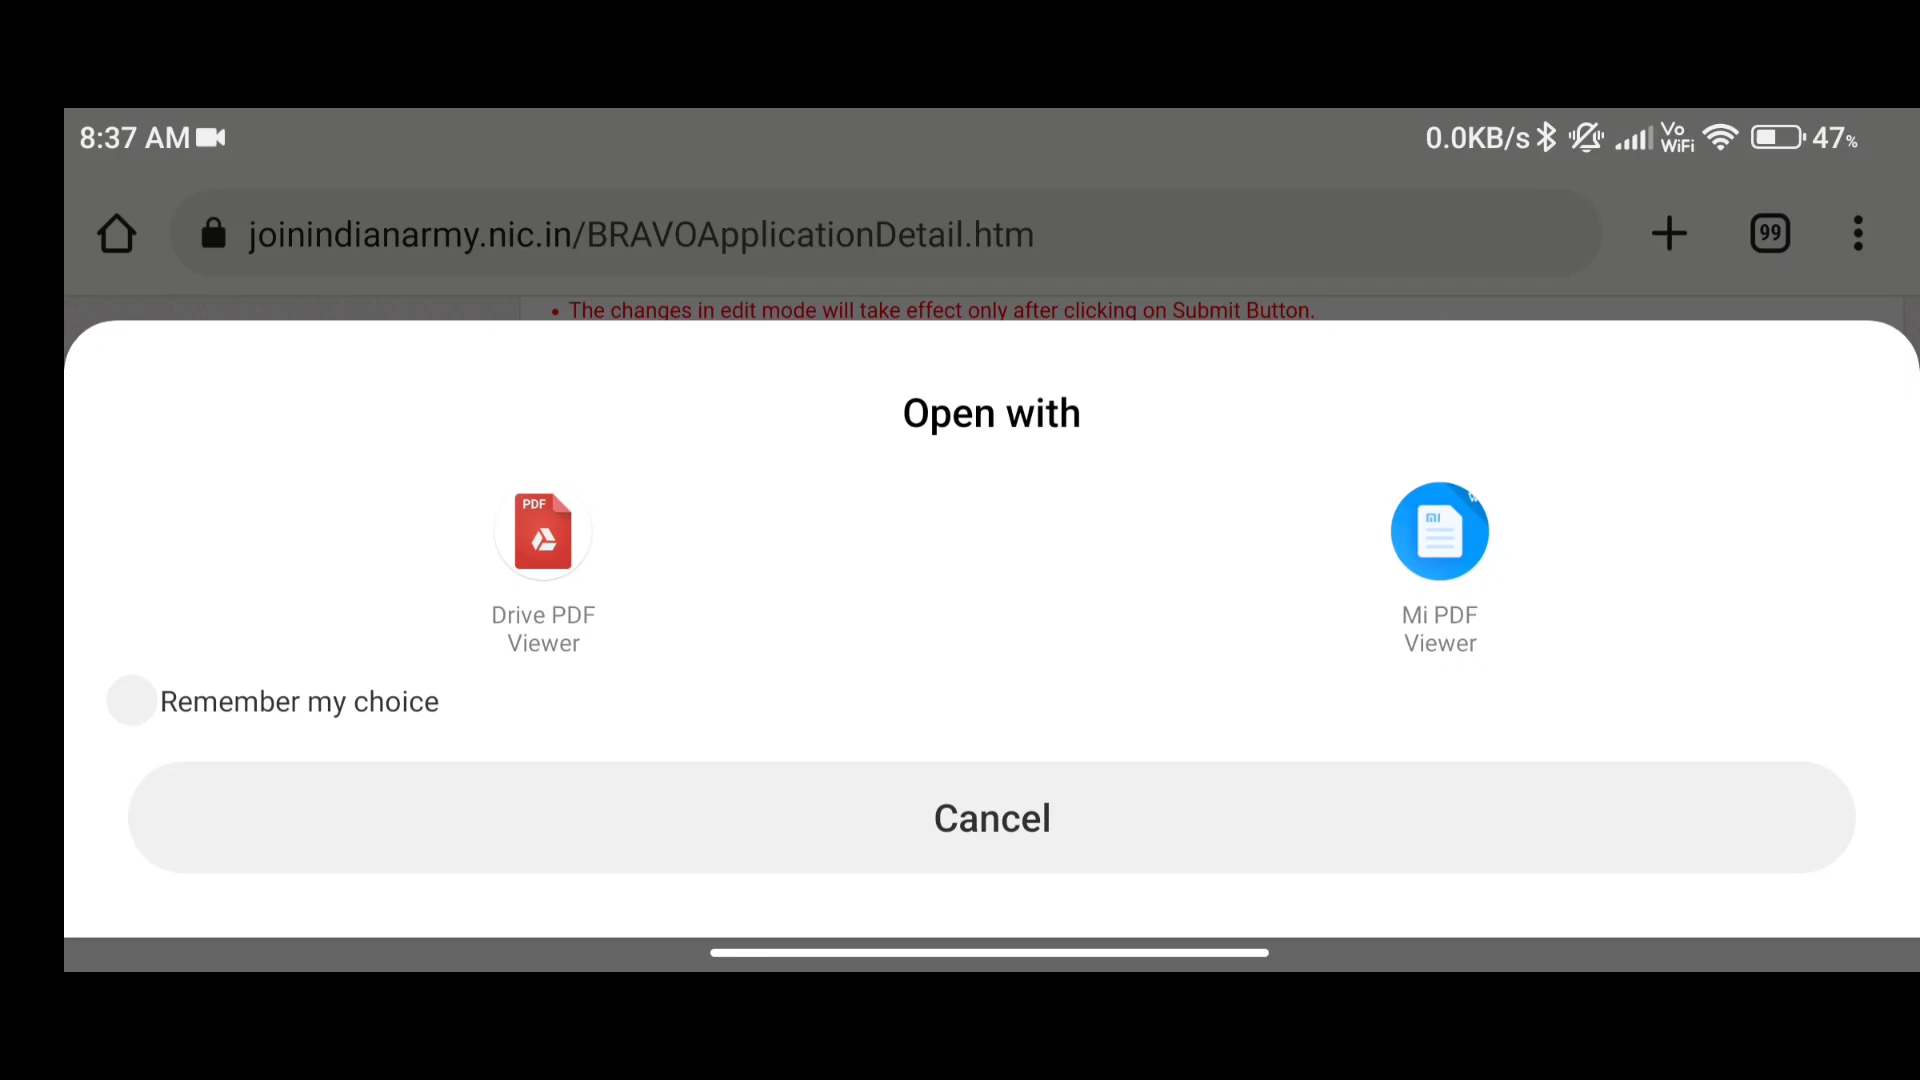 8:37 AM 0.0KB/s Vo WiFi 47%
joinindianarmy.nic.in/BRAVOApplicationDetail.htm 99
• The changes in edit mode will take effect only after clicking on Submit Button.
Open with
PDF
Drive PDF
Viewer
Mi PDF
Viewer
Remember my choice
Cancel